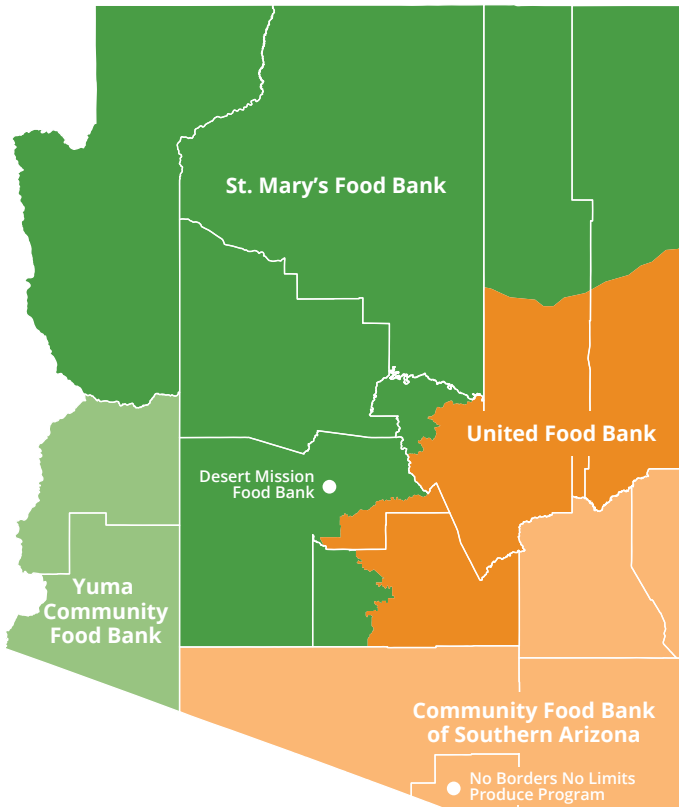 St. Mary’s Food Bank
United Food Bank
Desert Mission
Food Bank
Yuma
Community
Food Bank
Community Food Bank
of Southern Arizona
No Borders No Limits
Produce Program